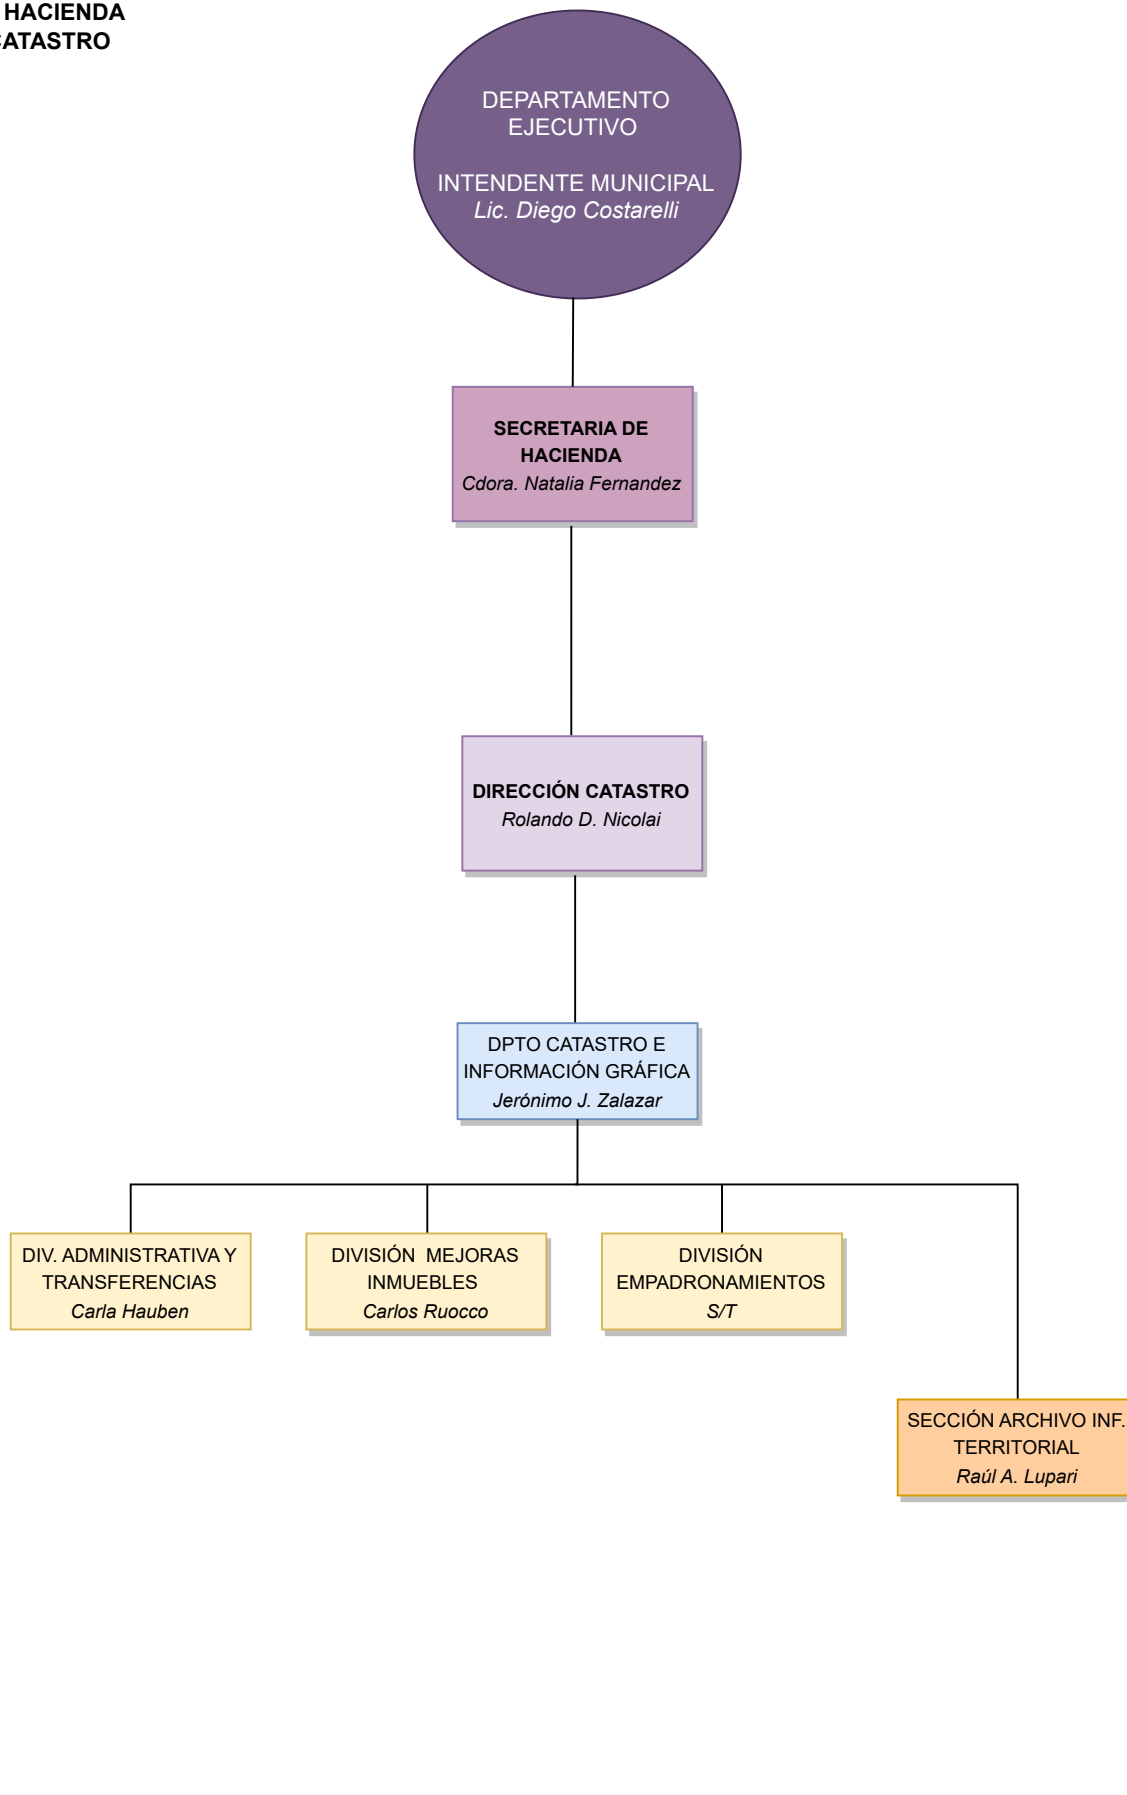 HACIENDA
CATASTRO
DEPARTAMENTO
EJECUTIVO
INTENDENTE MUNICIPAL
Lic. Diego Costarelli
SECRETARIA DE
HACIENDA
Cdora. Natalia Fernandez
DIRECCIÓN CATASTRO
Rolando D. Nicolai
DPTO CATASTRO E
INFORMACIÓN GRÁFICA
Jerónimo J. Zalazar
DIV. ADMINISTRATIVA Y
TRANSFERENCIAS
Carla Hauben
DIVISIÓN  MEJORAS
INMUEBLES
Carlos Ruocco
DIVISIÓN
EMPADRONAMIENTOS
S/T
SECCIÓN ARCHIVO INF.
TERRITORIAL
Raúl A. Lupari